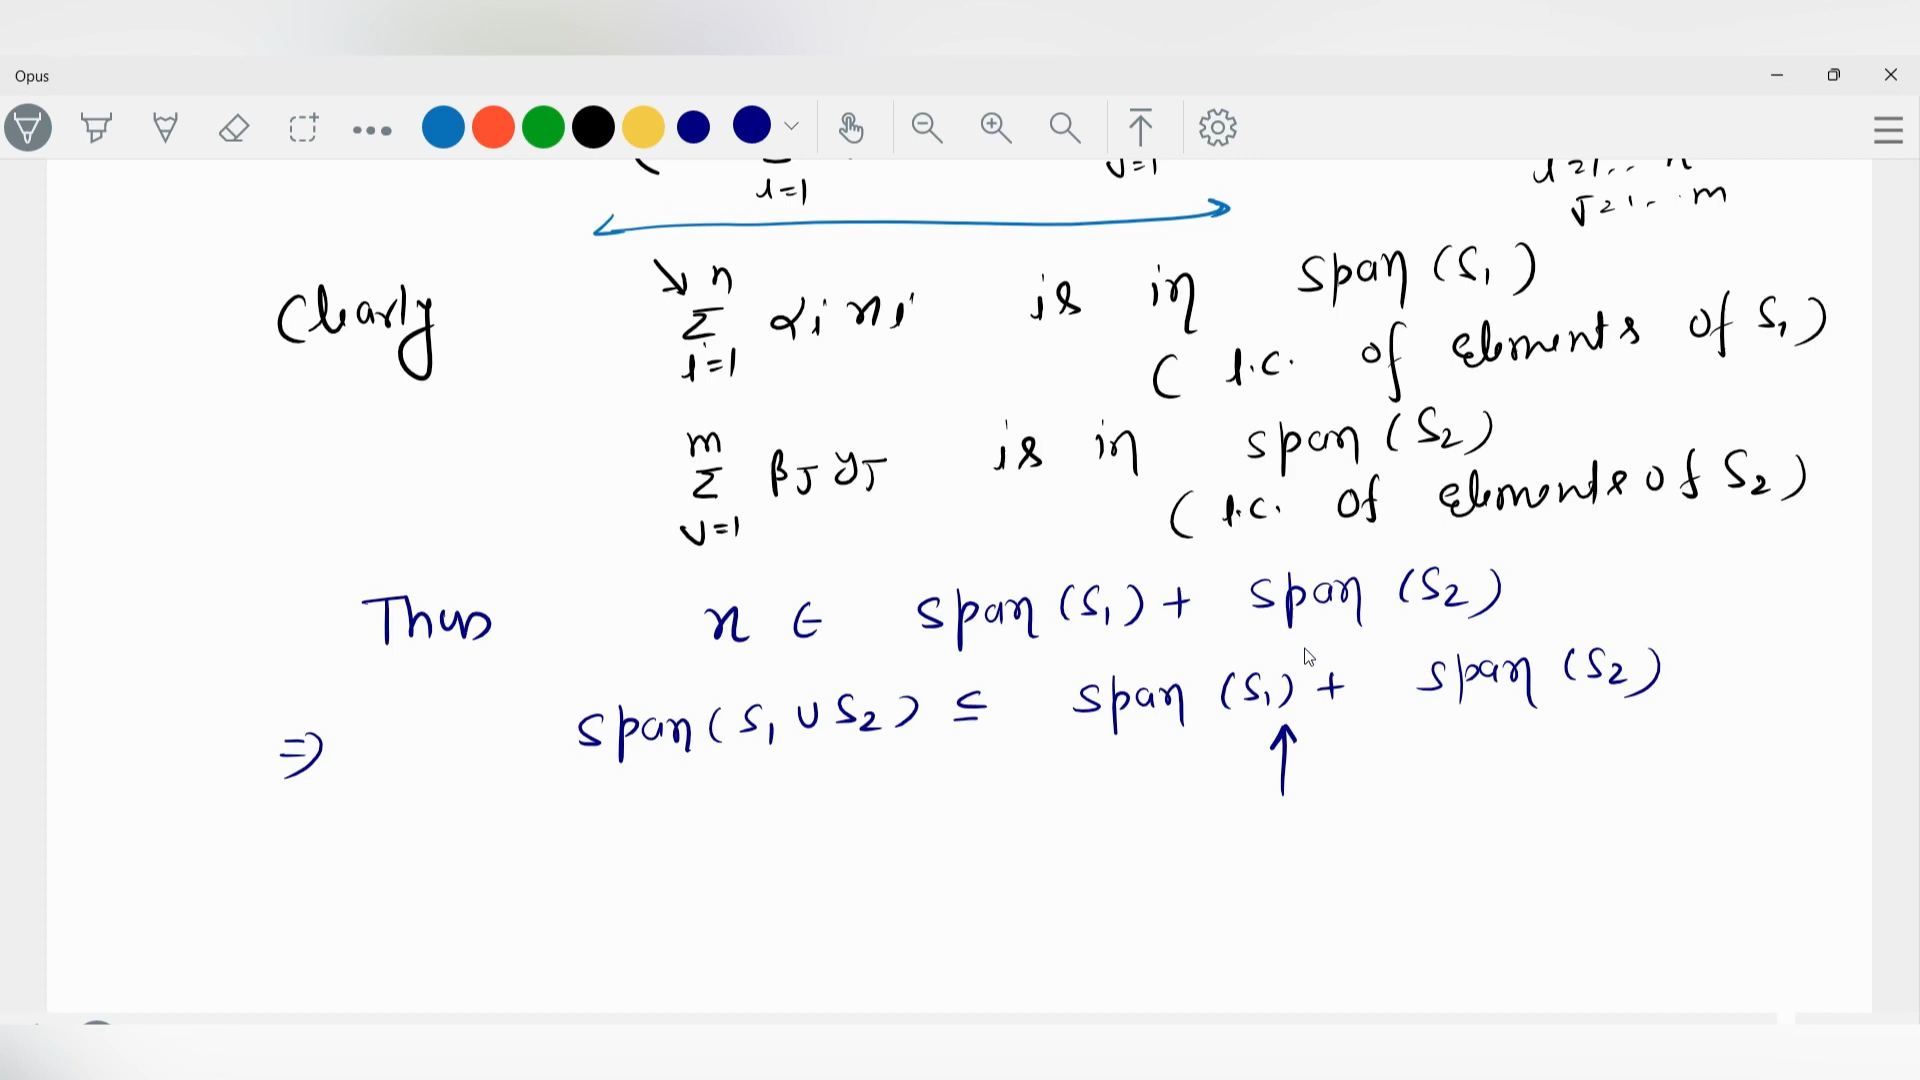 Opus
i=1 J=1 i=1.. n
J=1.. m
Clearly n Σ i=1 αi xi is in span (S1)
( l.c. of elements of S1)
m Σ J=1 βJ yJ is in span (S2)
( l.c. of elements of S2)
Thus x ∈ span (S1) + span (S2)
⇒ span( S1 ∪ S2) ⊆ span (S1) + span (S2)